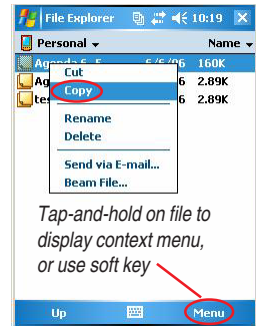 File Explorer 10:19
Personal Name
Agenda 6 5 6/6/06 160K
Ag 6 2.89K
tes 6 2.89K
Cut
Copy
Rename
Delete
Send via E-mail...
Beam File...
Tap-and-hold on file to
display context menu,
or use soft key
Up Menu